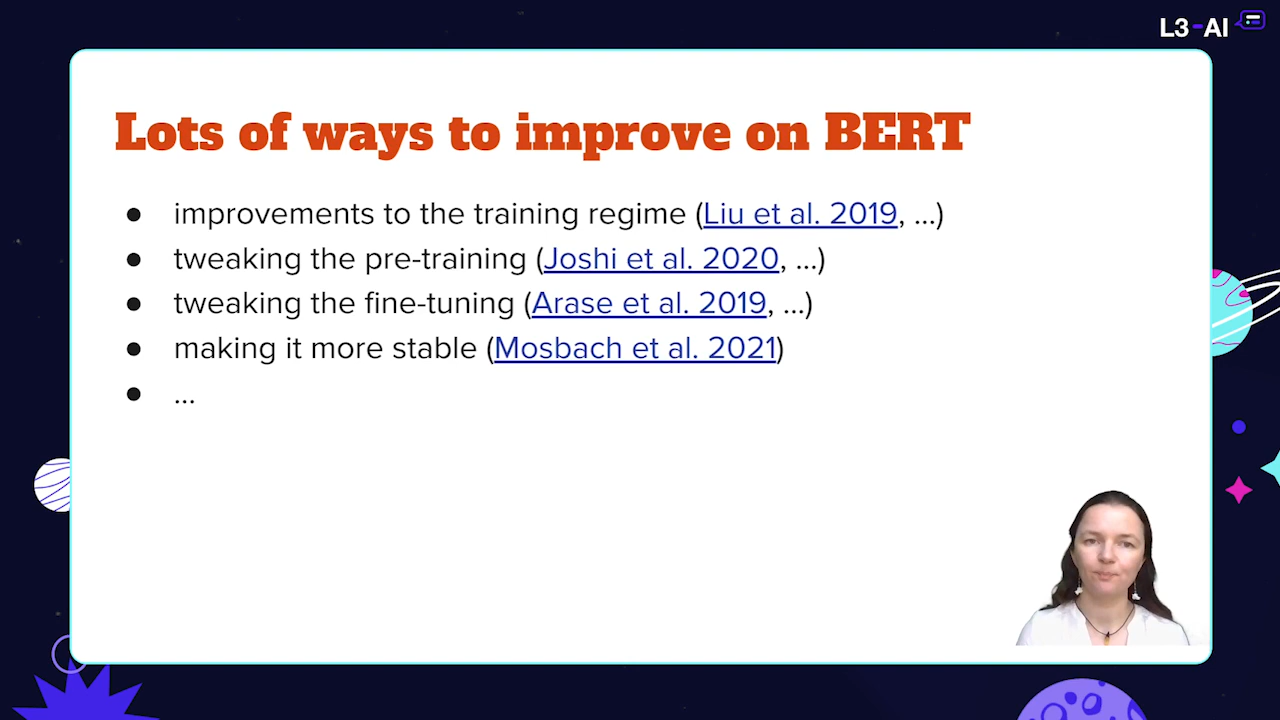 L3-AI
Lots of ways to improve on BERT
● improvements to the training regime (Liu et al. 2019, ...)
● tweaking the pre-training (Joshi et al. 2020, ...)
● tweaking the fine-tuning (Arase et al. 2019, ...)
● making it more stable (Mosbach et al. 2021)
● ...